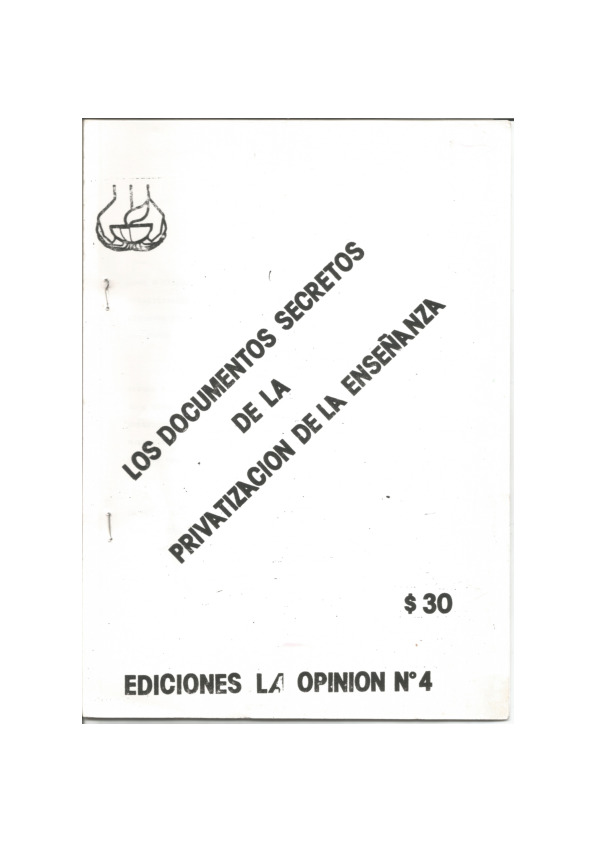 LOS DOCUMENTOS SECRETOS
DE LA
PRIVATIZACION DE LA ENSEÑANZA
$ 30
EDICIONES LA OPINION N° 4